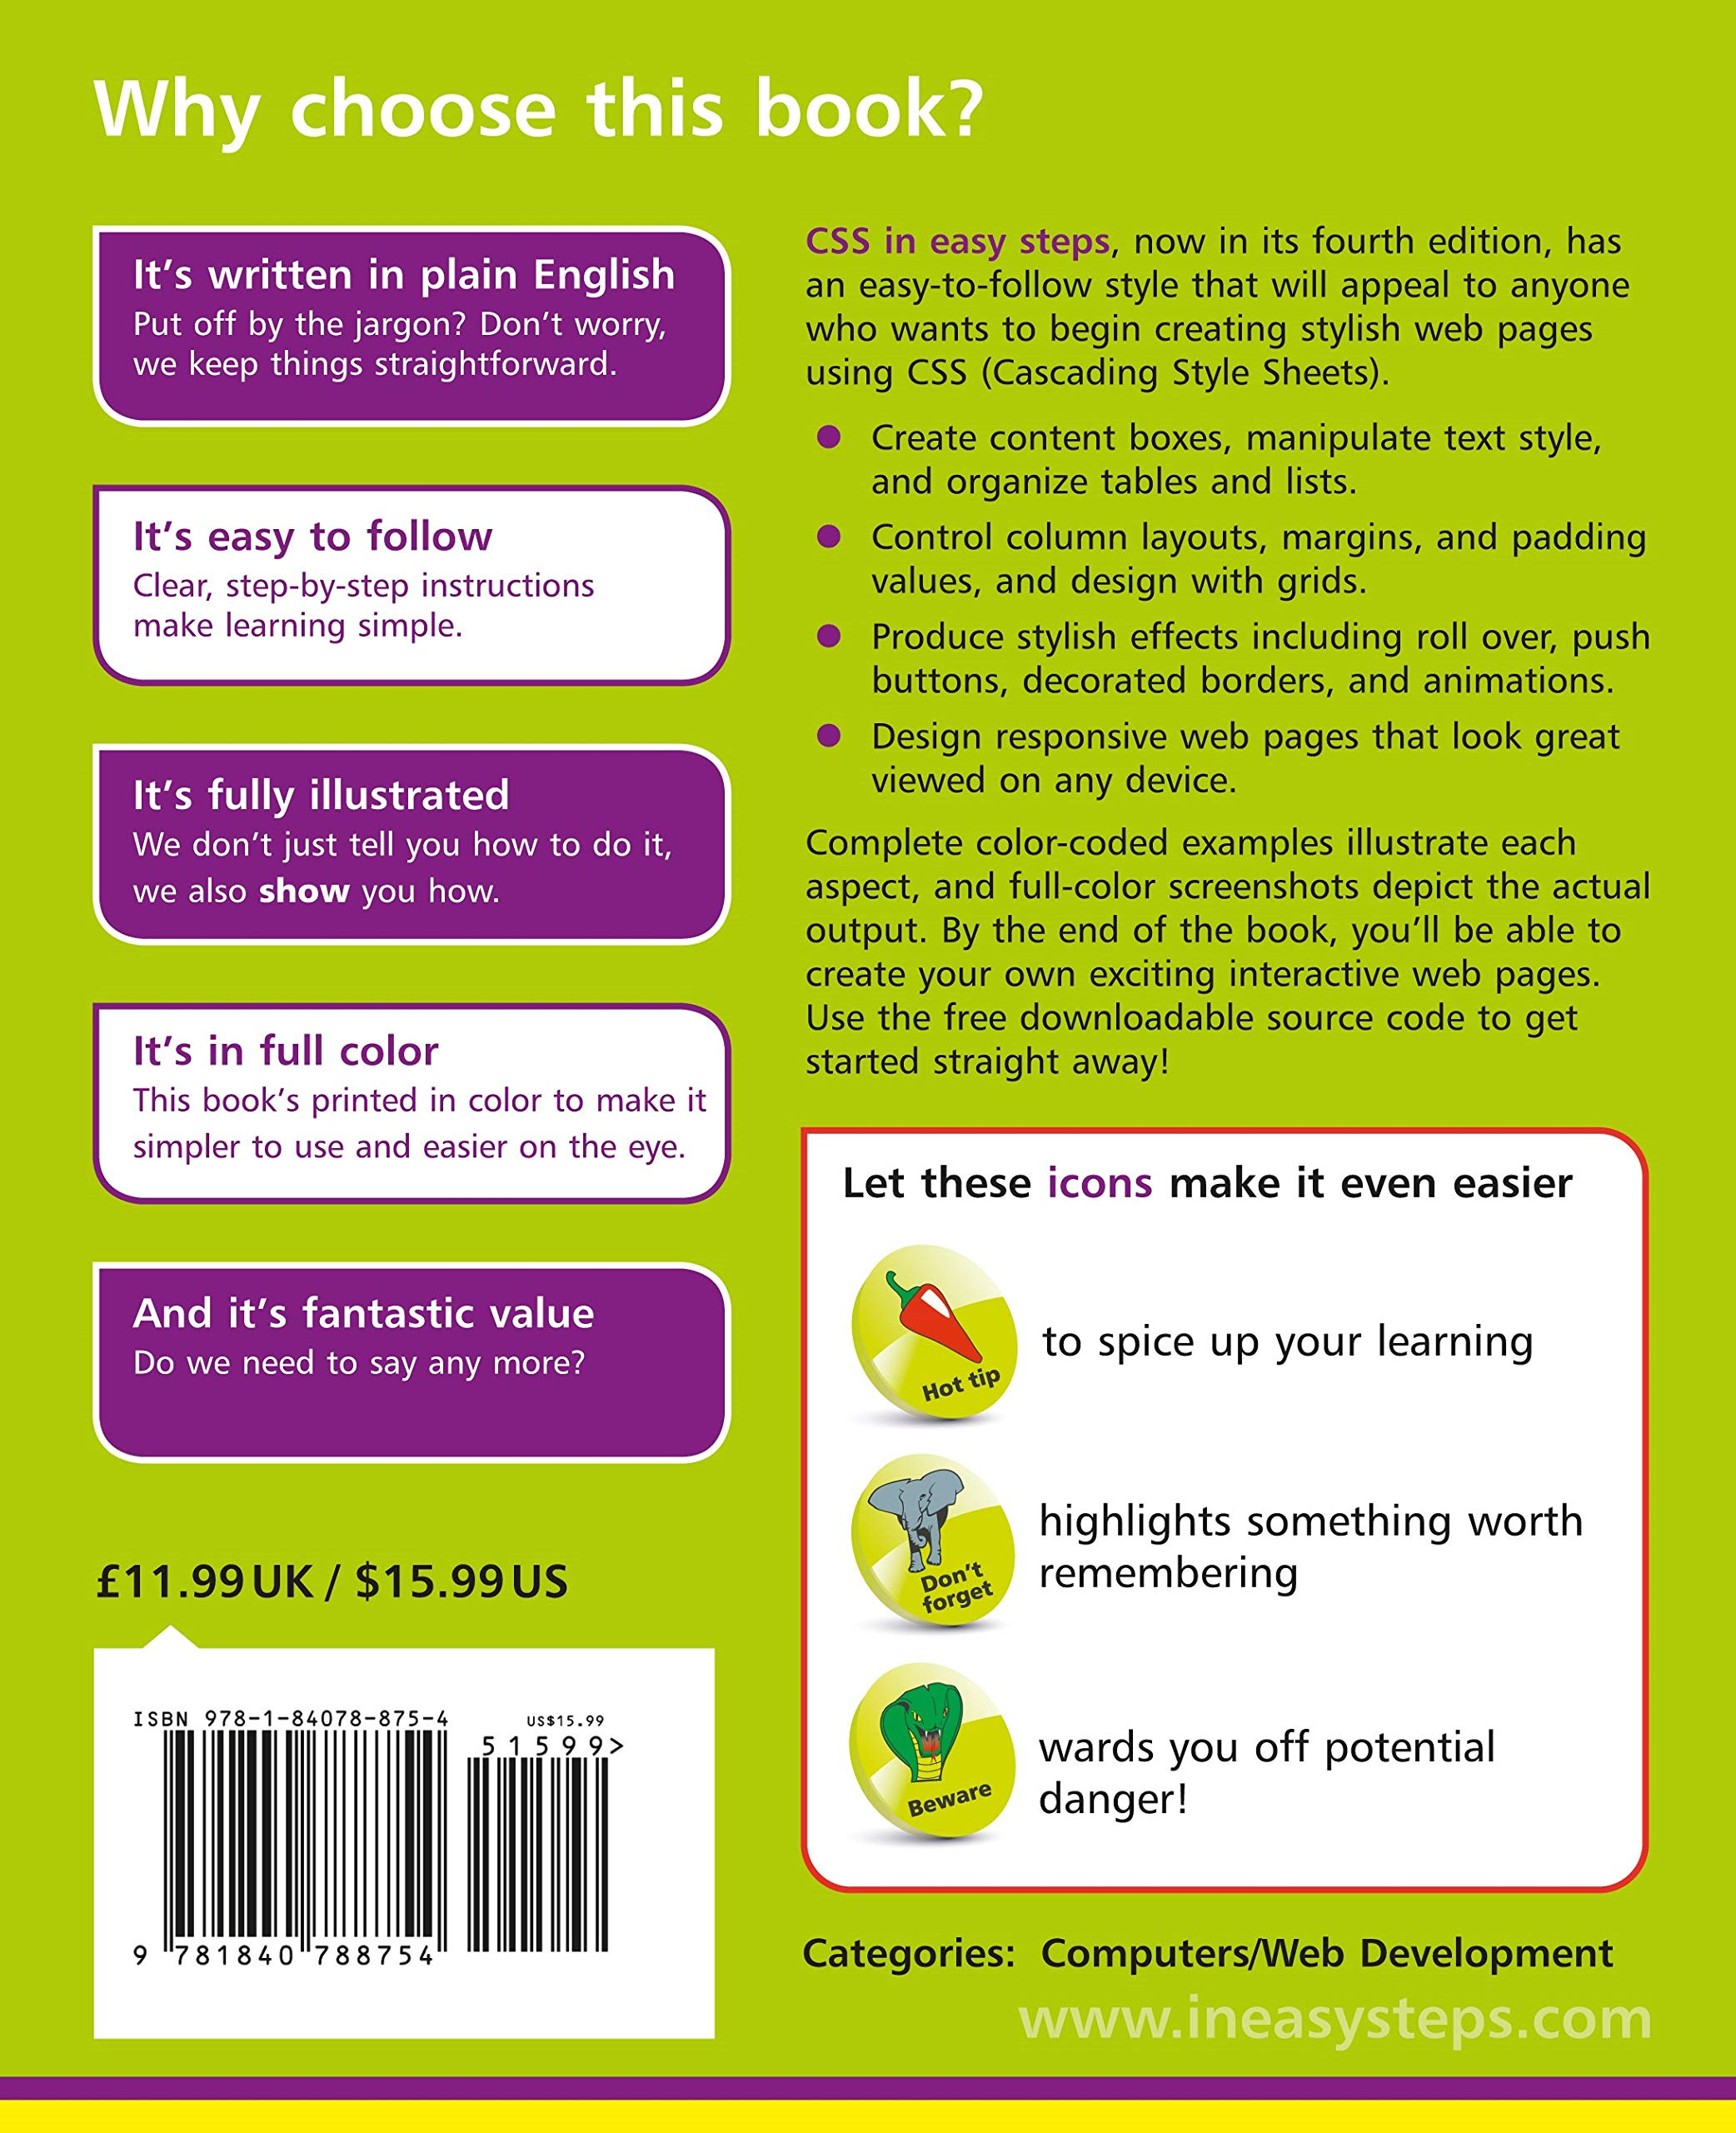 Why choose this book?
It's written in plain English
Put off by the jargon? Don't worry,
we keep things straightforward.
It's easy to follow
Clear, step-by-step instructions
make learning simple.
It's fully illustrated
We don't just tell you how to do it,
we also show you how.
It's in full color
This book's printed in color to make it
simpler to use and easier on the eye.
And it's fantastic value
Do we need to say any more?
£11.99 UK / $15.99 US
ISBN 978-1-84078-875-4
US$15.99
51599>
9 781840 788754
CSS in easy steps, now in its fourth edition, has
an easy-to-follow style that will appeal to anyone
who wants to begin creating stylish web pages
using CSS (Cascading Style Sheets).
● Create content boxes, manipulate text style,
and organize tables and lists.
● Control column layouts, margins, and padding
values, and design with grids.
● Produce stylish effects including roll over, push
buttons, decorated borders, and animations.
● Design responsive web pages that look great
viewed on any device.
Complete color-coded examples illustrate each
aspect, and full-color screenshots depict the actual
output. By the end of the book, you'll be able to
create your own exciting interactive web pages.
Use the free downloadable source code to get
started straight away!
Let these icons make it even easier
Hot tip
to spice up your learning
Don't
forget
highlights something worth
remembering
Beware
wards you off potential
danger!
Categories: Computers/Web Development
www.ineasysteps.com